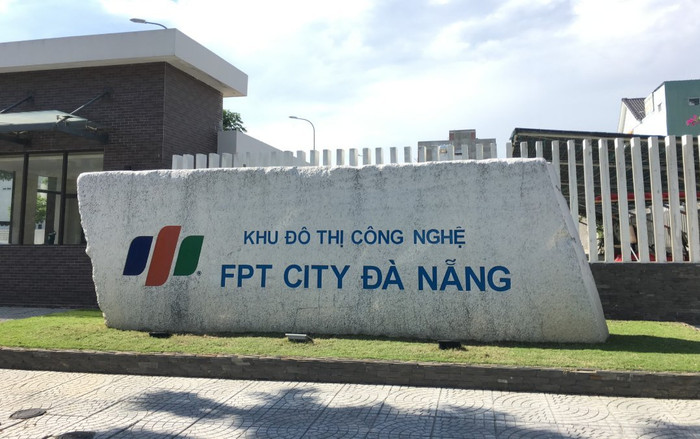 KHU ĐÔ THỊ CÔNG NGHỆ
FPT CITY ĐÀ NẴNG